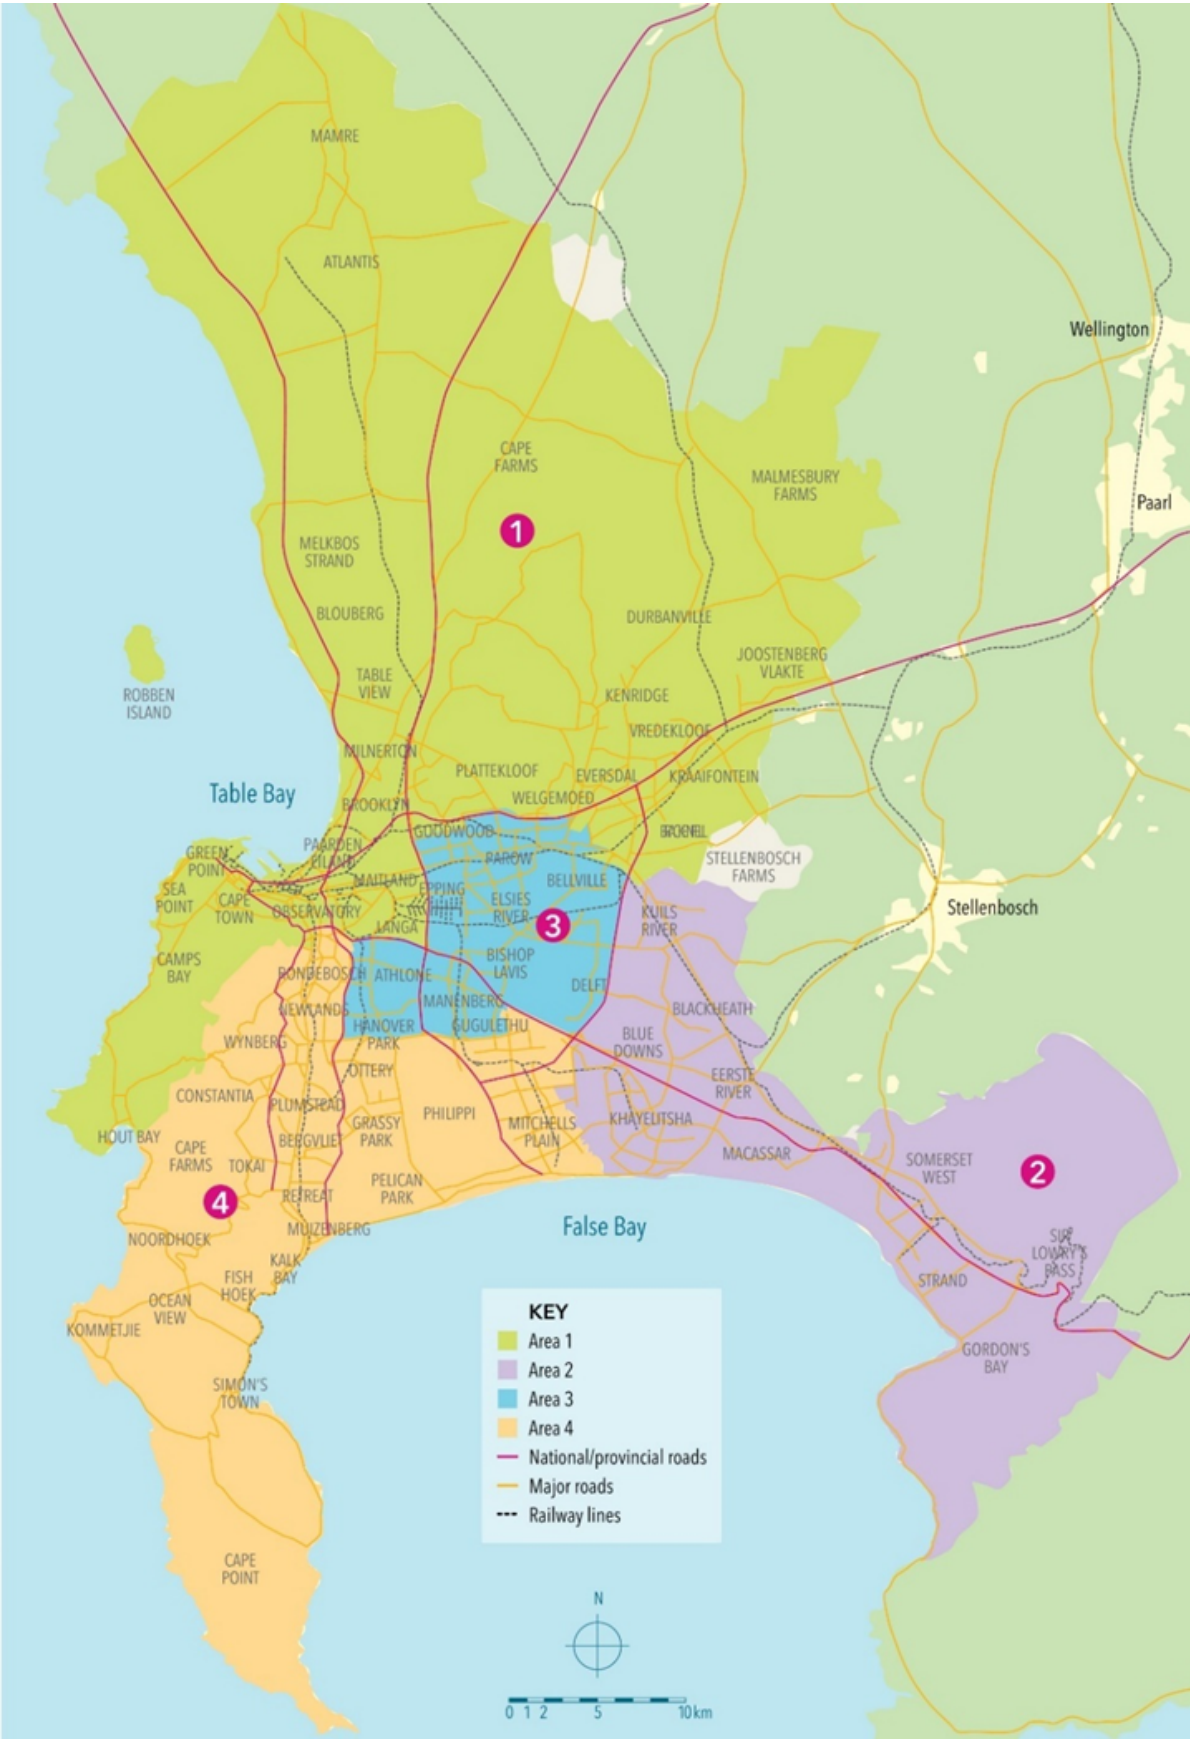 MAMRE
ATLANTIS
Wellington
CAPE
FARMS
MALMESBURY
FARMS
Paarl
1
MELKBOS
STRAND
BLOUBERG
DURBANVILLE
JOOSTENBERG
VLAKTE
TABLE
VIEW
KENRIDGE
ROBBEN
ISLAND
VREDEKLOOF
MILNERTON
PLATTEKLOOF
EVERSDAL
KRAAIFONTEIN
Table Bay
WELGEMOED
BROOKLYN
GOODWOOD
PAARDEN
EILAND
GREEN
POINT
PAROW
STELLENBOSCH
FARMS
MAITLAND
EPPING
BELLVILLE
SEA
POINT
CAPE
TOWN
OBSERVATORY
ELSIES
RIVER
KUILS
RIVER
Stellenbosch
LANGA
3
CAMPS
BAY
BISHOP
LAVIS
RONDEBOSCH
ATHLONE
DELFT
MANENBERG
NEWLANDS
BLACKHEATH
HANOVER
PARK
GUGULETHU
WYNBERG
BLUE
DOWNS
OTTERY
EERSTE
RIVER
CONSTANTIA
PLUMSTEAD
PHILIPPI
GRASSY
PARK
MITCHELLS
PLAIN
KHAYELITSHA
HOUT BAY
BERGVLIET
CAPE
FARMS
TOKAI
MACASSAR
SOMERSET
WEST
2
4
RETREAT
PELICAN
PARK
MUIZENBERG
False Bay
NOORDHOEK
SIR
LOWRY'S
PASS
KALK
BAY
FISH
HOEK
STRAND
OCEAN
VIEW
KOMMETJIE
GORDON'S
BAY
SIMON'S
TOWN
KEY
Area 1
Area 2
Area 3
Area 4
National/provincial roads
Major roads
Railway lines
CAPE
POINT
N
0 1 2 5 10 km